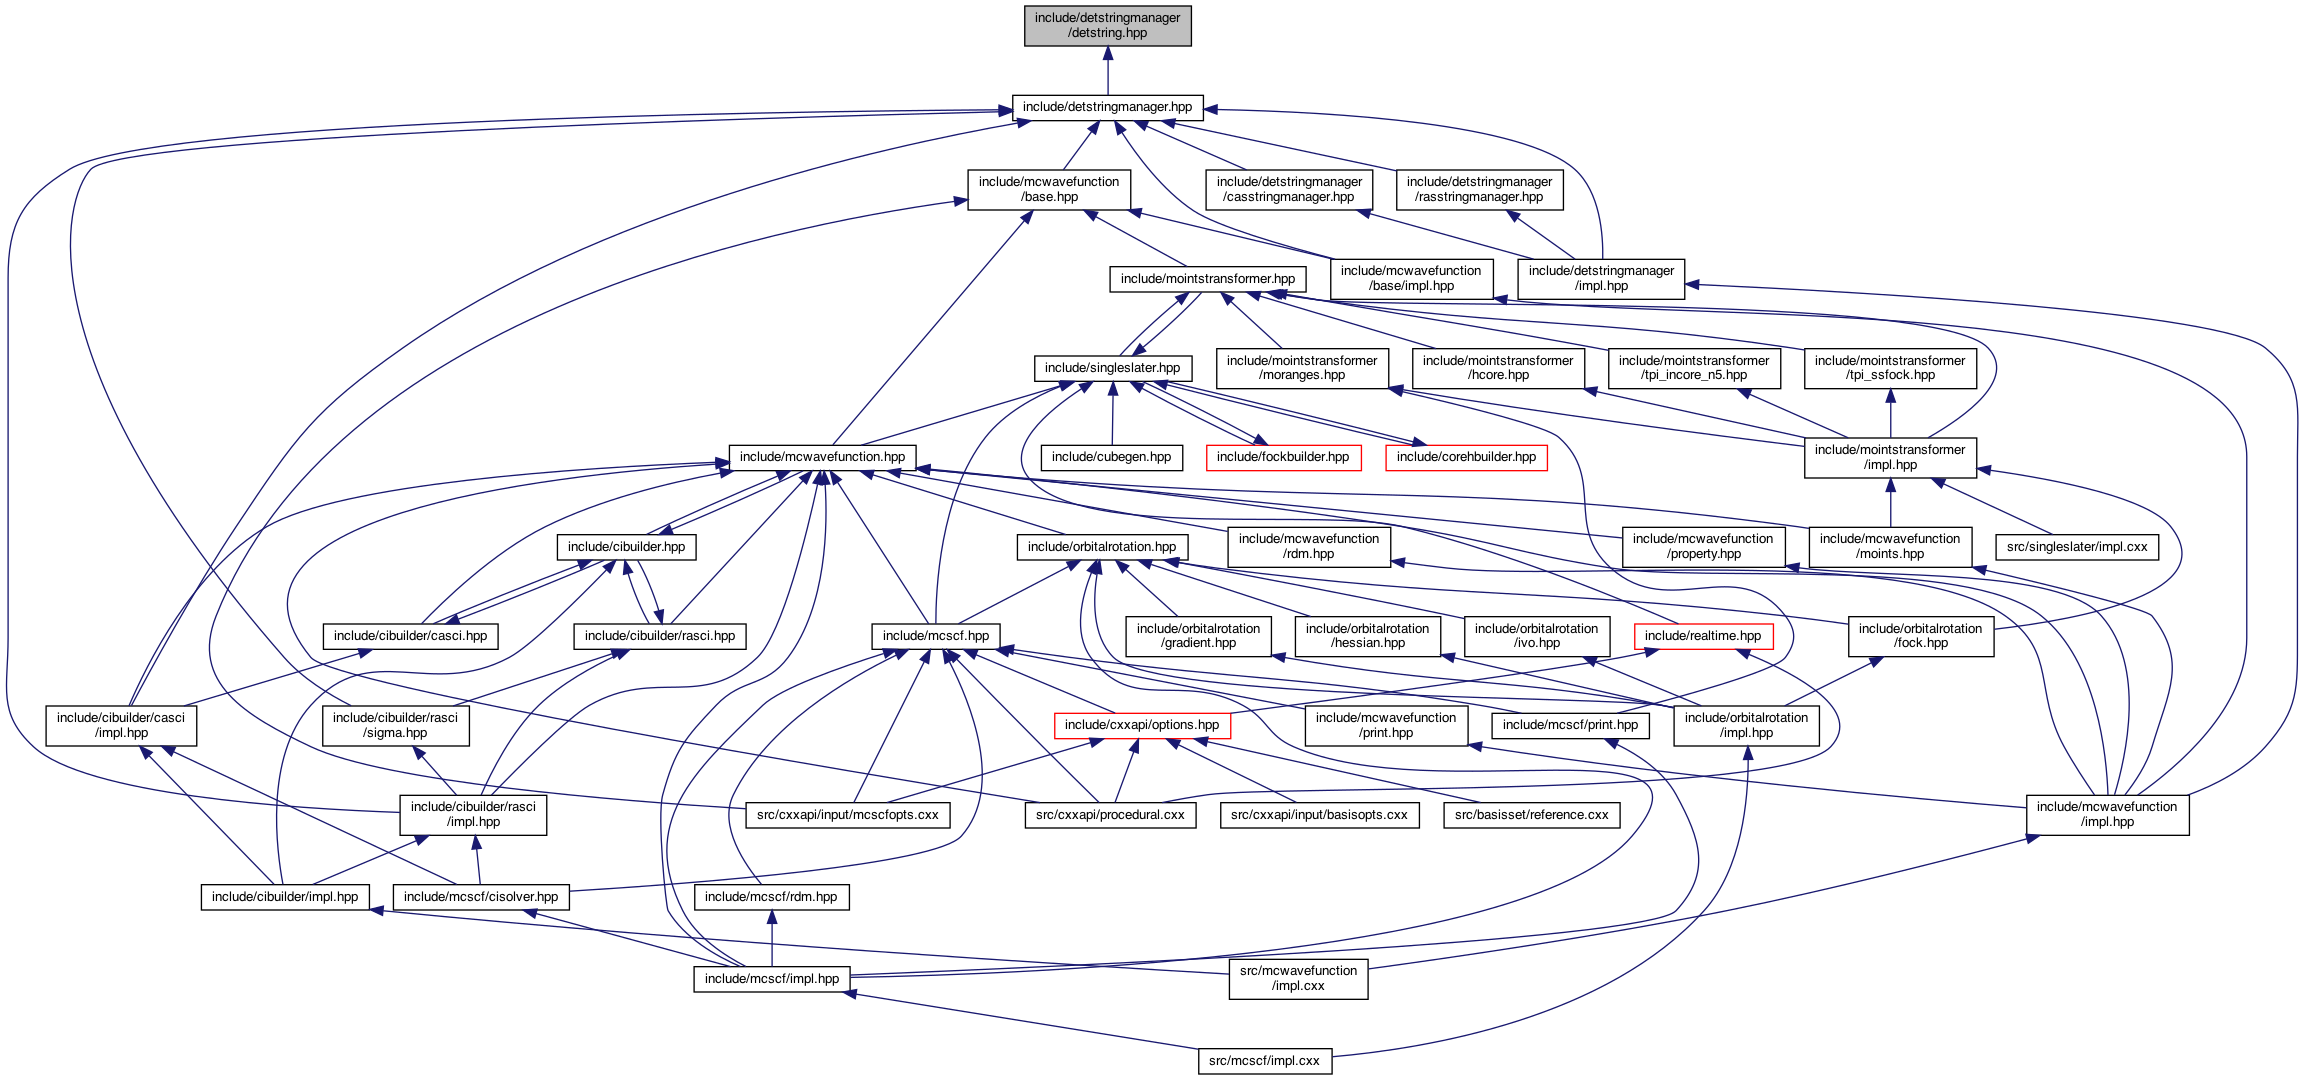 include/detstringmanager
/detstring.hpp
include/detstringmanager.hpp
include/mcwavefunction
/base.hpp
include/detstringmanager
/casstringmanager.hpp
include/detstringmanager
/rasstringmanager.hpp
include/mointstransformer.hpp
include/mcwavefunction
/base/impl.hpp
include/detstringmanager
/impl.hpp
include/singleslater.hpp
include/mointstransformer
/moranges.hpp
include/mointstransformer
/hcore.hpp
include/mointstransformer
/tpi_incore_n5.hpp
include/mointstransformer
/tpi_ssfock.hpp
include/mcwavefunction.hpp
include/cubegen.hpp
include/fockbuilder.hpp
include/corehbuilder.hpp
include/mointstransformer
/impl.hpp
include/cibuilder.hpp
include/orbitalrotation.hpp
include/mcwavefunction
/rdm.hpp
include/mcwavefunction
/property.hpp
include/mcwavefunction
/moints.hpp
src/singleslater/impl.cxx
include/cibuilder/casci.hpp
include/cibuilder/rasci.hpp
include/mcscf.hpp
include/orbitalrotation
/gradient.hpp
include/orbitalrotation
/hessian.hpp
include/orbitalrotation
/ivo.hpp
include/realtime.hpp
include/orbitalrotation
/fock.hpp
include/cibuilder/casci
/impl.hpp
include/cibuilder/rasci
/sigma.hpp
include/cxxapi/options.hpp
include/mcwavefunction
/print.hpp
include/mcscf/print.hpp
include/orbitalrotation
/impl.hpp
include/cibuilder/rasci
/impl.hpp
src/cxxapi/input/mcscfopts.cxx
src/cxxapi/procedural.cxx
src/cxxapi/input/basisopts.cxx
src/basisset/reference.cxx
include/mcwavefunction
/impl.hpp
include/cibuilder/impl.hpp
include/mcscf/cisolver.hpp
include/mcscf/rdm.hpp
include/mcscf/impl.hpp
src/mcwavefunction
/impl.cxx
src/mcscf/impl.cxx